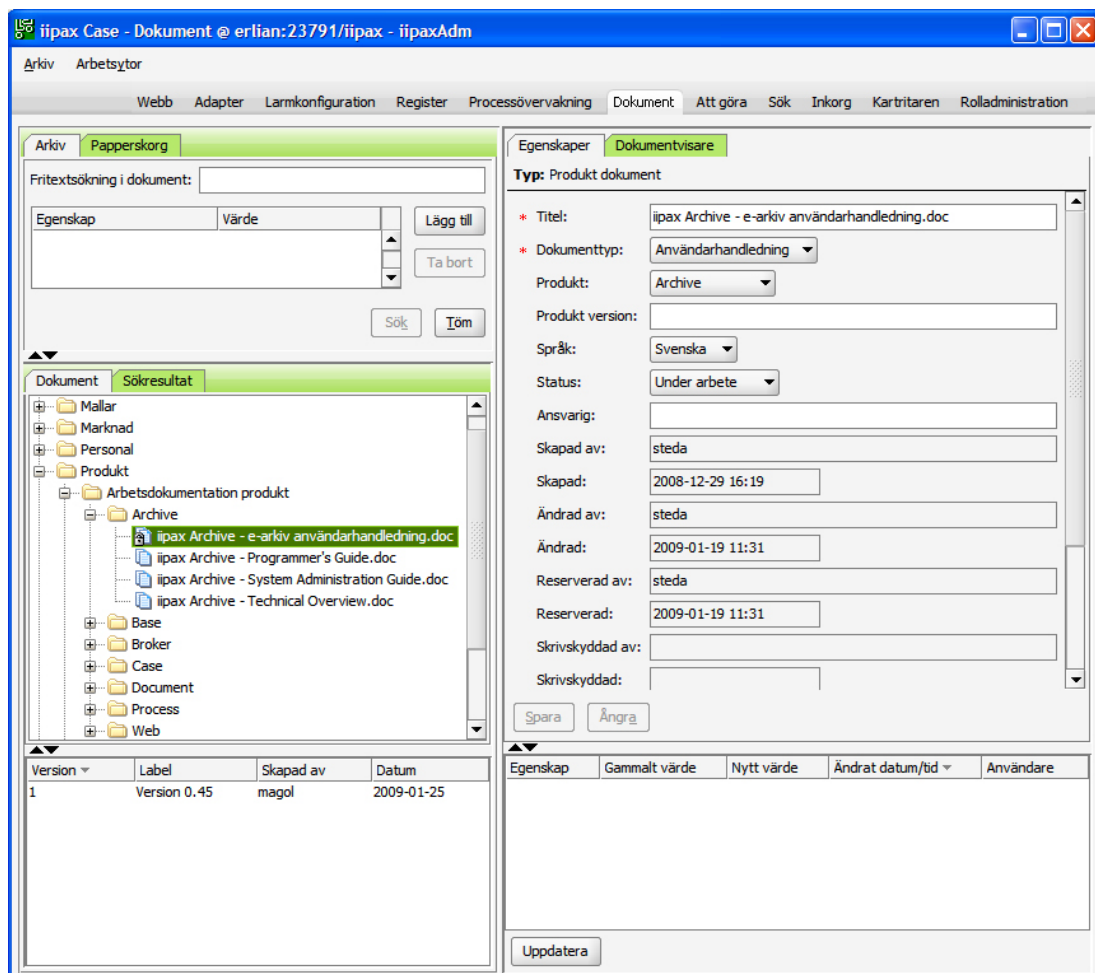 iipax Case - Dokument @ erlian:23791/iipax - iipaxAdm
Arkiv Arbetsytor
Webb Adapter Larmkonfiguration Register Processövervakning Dokument Att göra Sök Inkorg Kartritaren Rolladministration
Arkiv Papperskorg
Fritextsökning i dokument:
Egenskap Värde
Lägg till
Ta bort
Sök Töm
Dokument Sökresultat
Mallar
Marknad
Personal
Produkt
Arbetsdokumentation produkt
Archive
iipax Archive - e-arkiv användarhandledning.doc
iipax Archive - Programmer's Guide.doc
iipax Archive - System Administration Guide.doc
iipax Archive - Technical Overview.doc
Base
Broker
Case
Document
Process
Web
Version Label Skapad av Datum
1 Version 0.45 magol 2009-01-25
Egenskaper Dokumentvisare
Typ: Produkt dokument
* Titel: iipax Archive - e-arkiv användarhandledning.doc
* Dokumenttyp: Användarhandledning
Produkt: Archive
Produkt version:
Språk: Svenska
Status: Under arbete
Ansvarig:
Skapad av: steda
Skapad: 2008-12-29 16:19
Ändrad av: steda
Ändrad: 2009-01-19 11:31
Reserverad av: steda
Reserverad: 2009-01-19 11:31
Skrivskyddad av:
Skrivskyddad:
Spara Ångra
Egenskap Gammalt värde Nytt värde Ändrat datum/tid Användare
Uppdatera